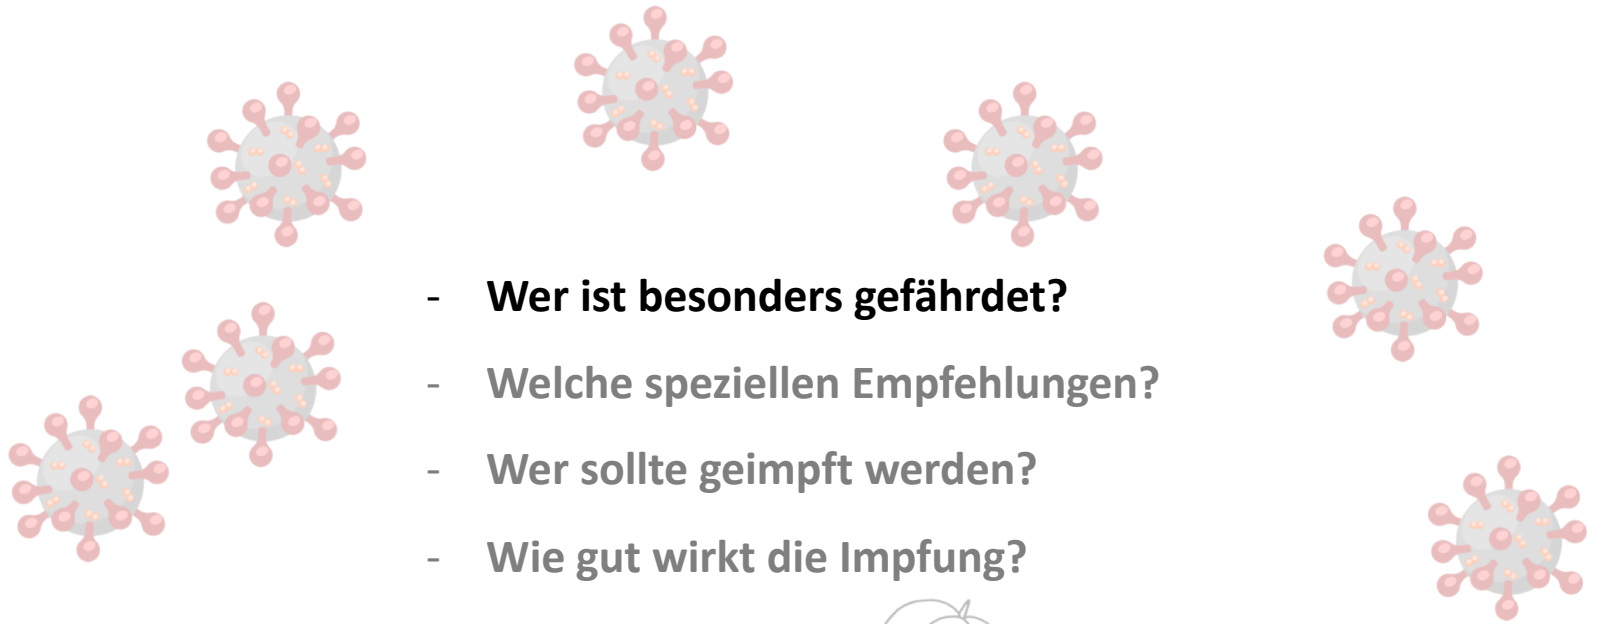 - Wer ist besonders gefährdet?
- Welche speziellen Empfehlungen?
- Wer sollte geimpft werden?
- Wie gut wirkt die Impfung?